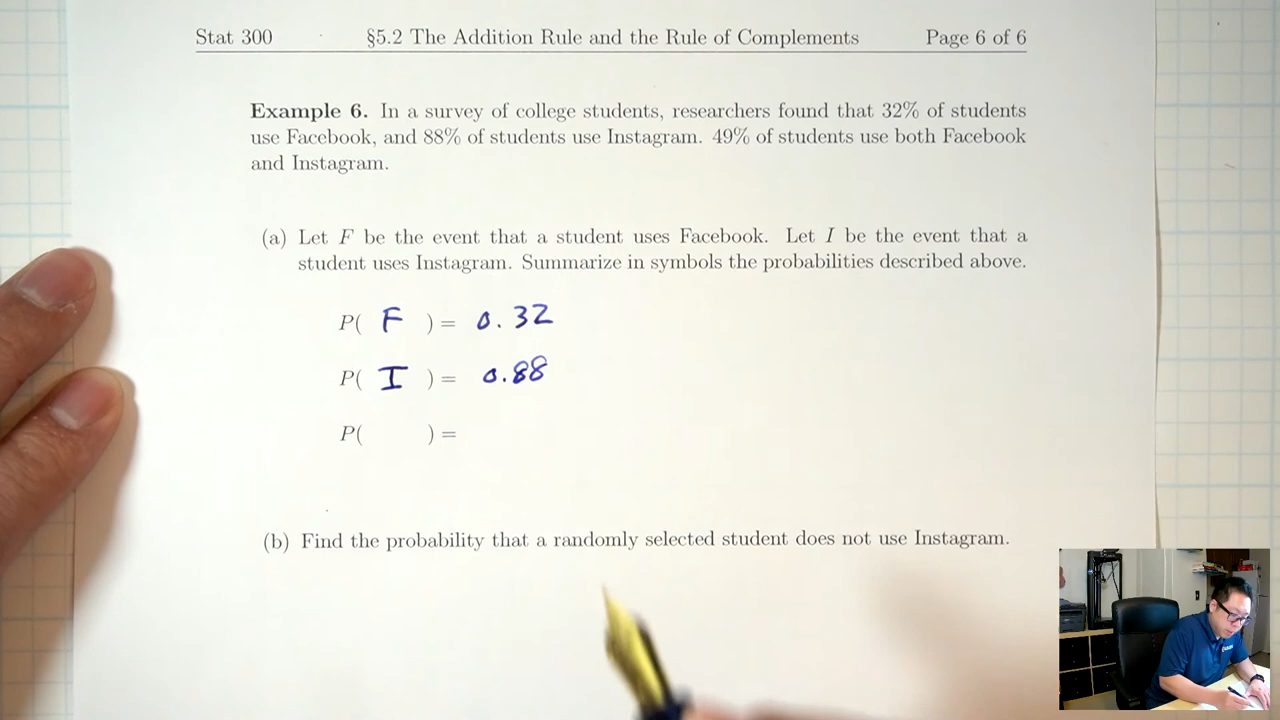 Stat 300 §5.2 The Addition Rule and the Rule of Complements Page 6 of 6
Example 6. In a survey of college students, researchers found that 32% of students
use Facebook, and 88% of students use Instagram. 49% of students use both Facebook
and Instagram.
(a) Let F be the event that a student uses Facebook. Let I be the event that a
student uses Instagram. Summarize in symbols the probabilities described above.
P( F ) = 0.32
P( I ) = 0.88
P( ) =
(b) Find the probability that a randomly selected student does not use Instagram.